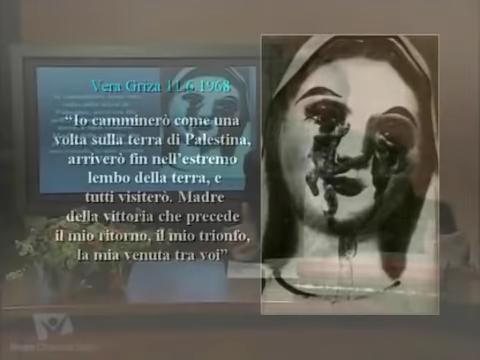 Vera Griza 11.6.1968
“Io camminerò come una
volta sulla terra di Palestina,
arriverò fin nell’estremo
lembo della terra, e
tutti visiterò. Madre
della vittoria che precede
il mio ritorno, il mio trionfo,
la mia venuta tra voi”